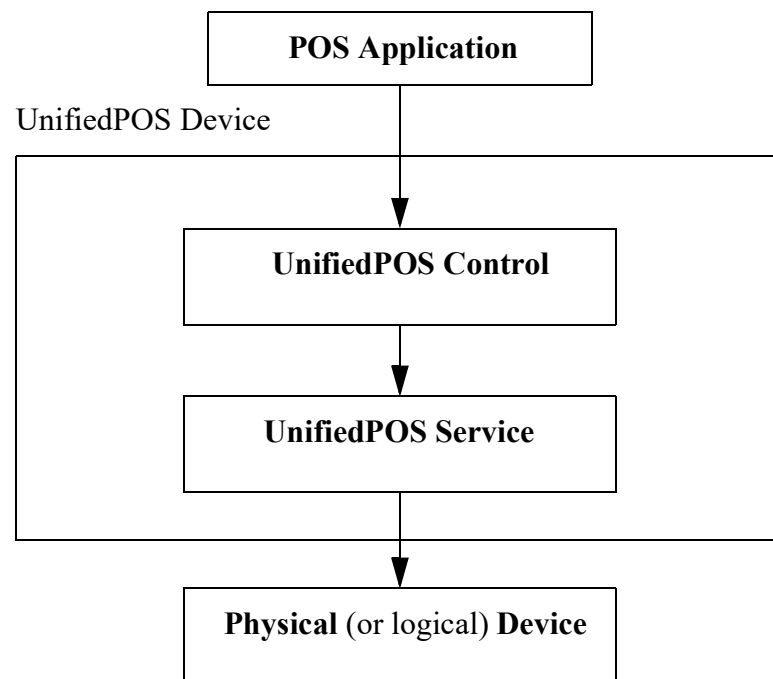 POS Application
UnifiedPOS Device
UnifiedPOS Control
UnifiedPOS Service
Physical (or logical) Device